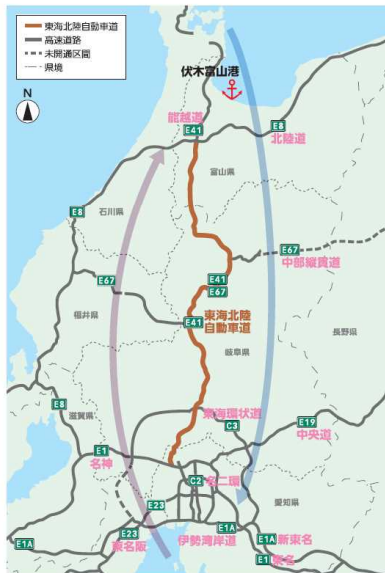 東海北陸自動車道
高速道路
未開通区間
県境
N
伏木富山港
能越道
E41
E8
北陸道
富山県
石川県
E8
E67
中部縦貫道
E67
E41
E67
福井県
E41
東海北陸
自動車道
長野県
岐阜県
滋賀県
東海環状道
E8
C3
E19
中央道
E1
名神
C2
名二環
愛知県
E23
E23
東名阪
伊勢湾岸道
E1A
E1A
新東名
E1A
E1
東名